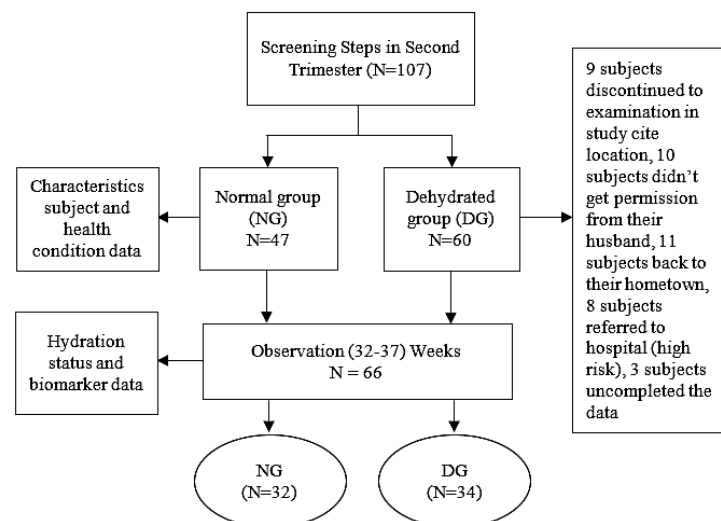 Screening Steps in Second
Trimester (N=107)
Characteristics
subject and
health
condition data
Normal group
(NG)
N=47
Dehydrated
group (DG)
N=60
9 subjects
discontinued to
examination in
study cite
location, 10
subjects didn’t
get permission
from their
husband, 11
subjects back to
their hometown,
8 subjects
referred to
hospital (high
risk), 3 subjects
uncompleted the
data
Hydration
status and
biomarker data
Observation (32-37) Weeks
N = 66
NG
(N=32)
DG
(N=34)